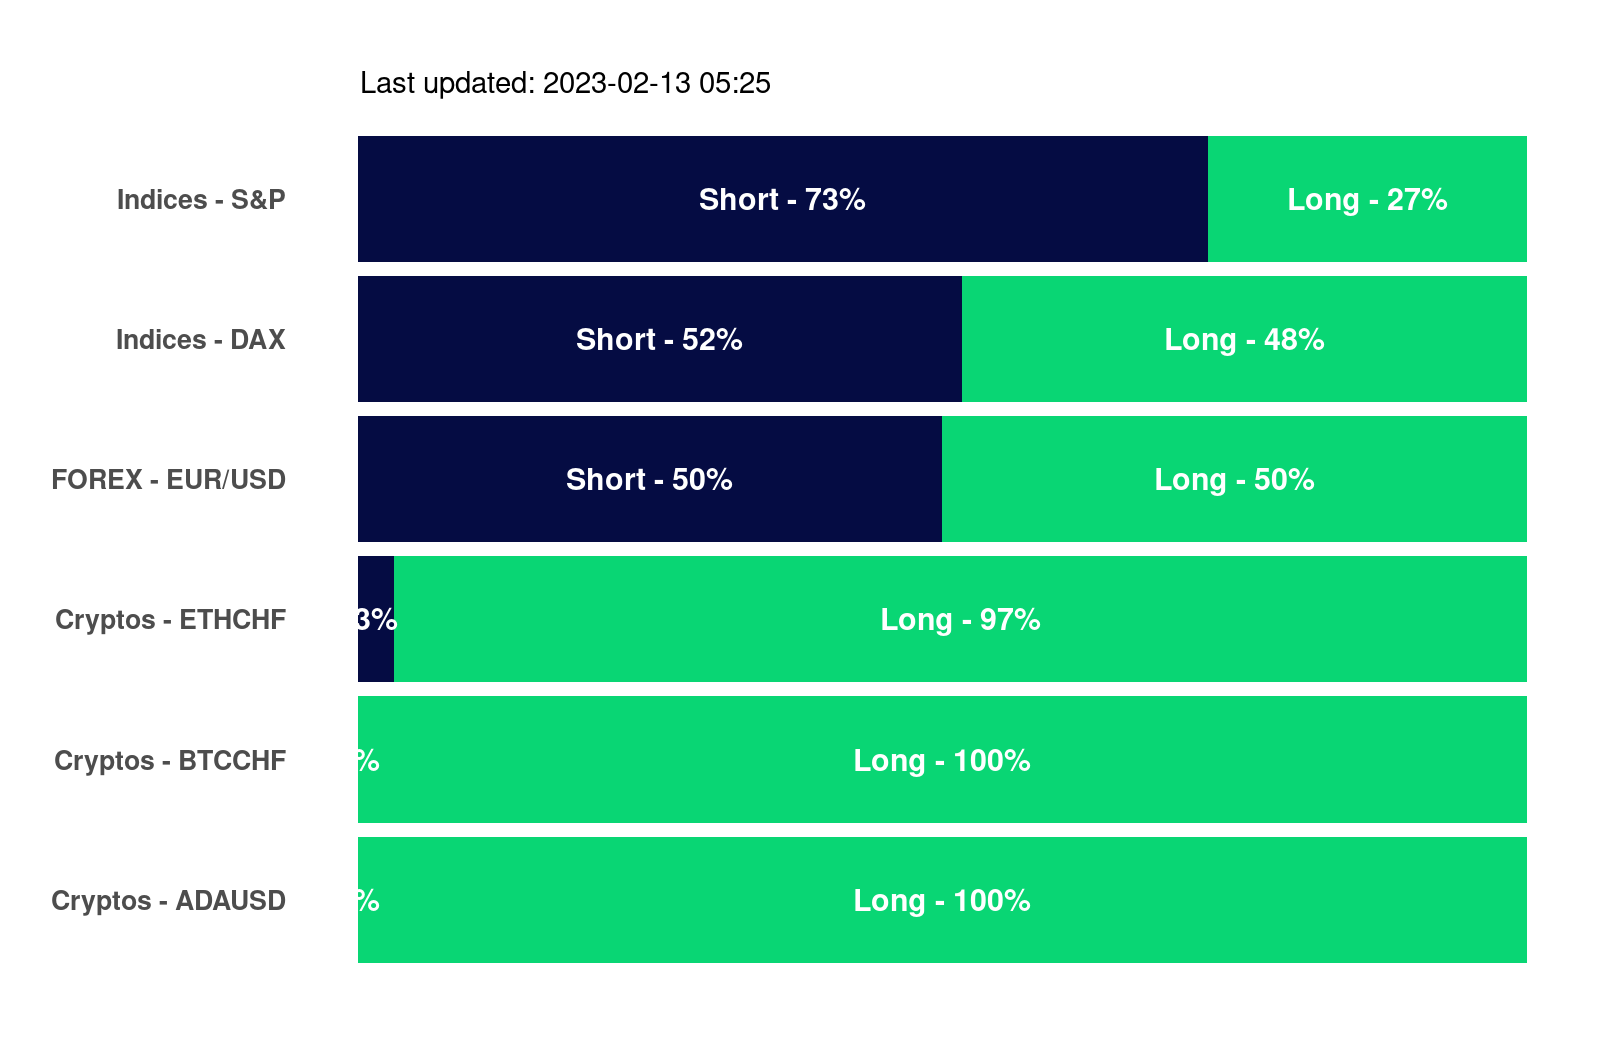 Last updated: 2023-02-13 05:25
Indices - S&P Short - 73% Long - 27%
Indices - DAX Short - 52% Long - 48%
FOREX - EUR/USD Short - 50% Long - 50%
Cryptos - ETHCHF 3% Long - 97%
Cryptos - BTCCHF % Long - 100%
Cryptos - ADAUSD % Long - 100%